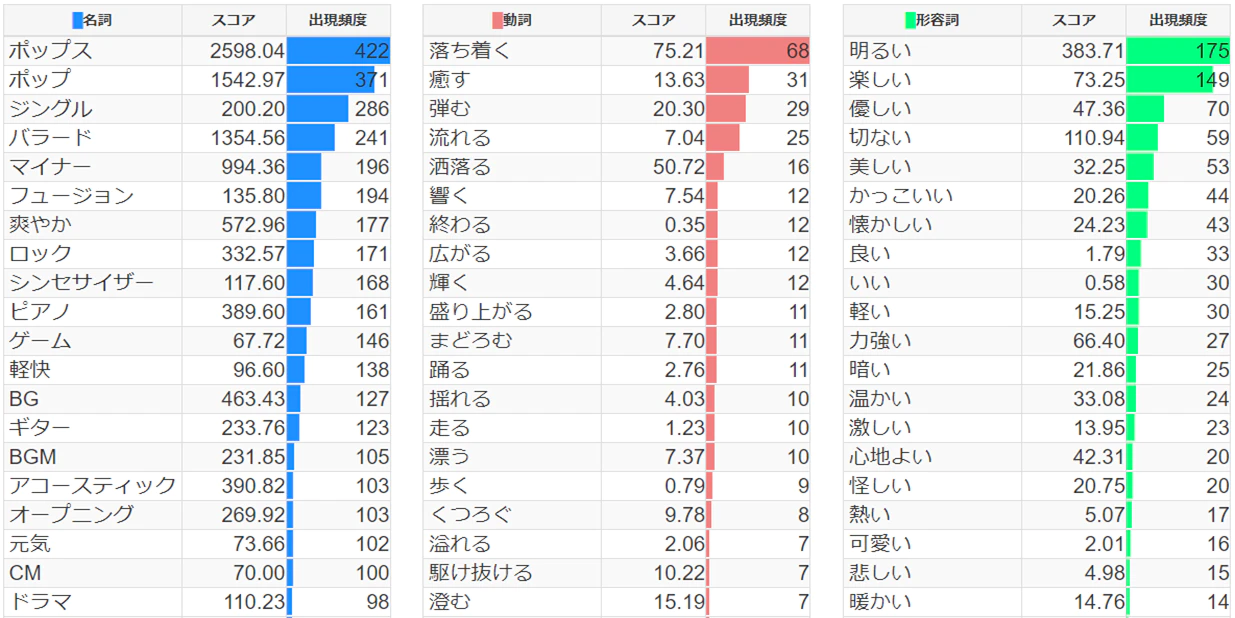 名詞 スコア 出現頻度 動詞 スコア 出現頻度 形容詞 スコア 出現頻度
ポップス 2598.04 422 落ち着く 75.21 68 明るい 383.71 175
ポップ 1542.97 371 癒す 13.63 31 楽しい 73.25 149
ジングル 200.20 286 弾む 20.30 29 優しい 47.36 70
バラード 1354.56 241 流れる 7.04 25 切ない 110.94 59
マイナー 994.36 196 洒落る 50.72 16 美しい 32.25 53
フュージョン 135.80 194 響く 7.54 12 かっこいい 20.26 44
爽やか 572.96 177 終わる 0.35 12 懐かしい 24.23 43
ロック 332.57 171 広がる 3.66 12 良い 1.79 33
シンセサイザー 117.60 168 輝く 4.64 12 いい 0.58 30
ピアノ 389.60 161 盛り上がる 2.80 11 軽い 15.25 30
ゲーム 67.72 146 まどろむ 7.70 11 力強い 66.40 27
軽快 96.60 138 踊る 2.76 11 暗い 21.86 25
BG 463.43 127 揺れる 4.03 10 温かい 33.08 24
ギター 233.76 123 走る 1.23 10 激しい 13.95 23
BGM 231.85 105 漂う 7.37 10 心地よい 42.31 20
アコースティック 390.82 103 歩く 0.79 9 怪しい 20.75 20
オープニング 269.92 103 くつろぐ 9.78 8 熱い 5.07 17
元気 73.66 102 溢れる 2.06 7 可愛い 2.01 16
CM 70.00 100 駆け抜ける 10.22 7 悲しい 4.98 15
ドラマ 110.23 98 澄む 15.19 7 暖かい 14.76 14